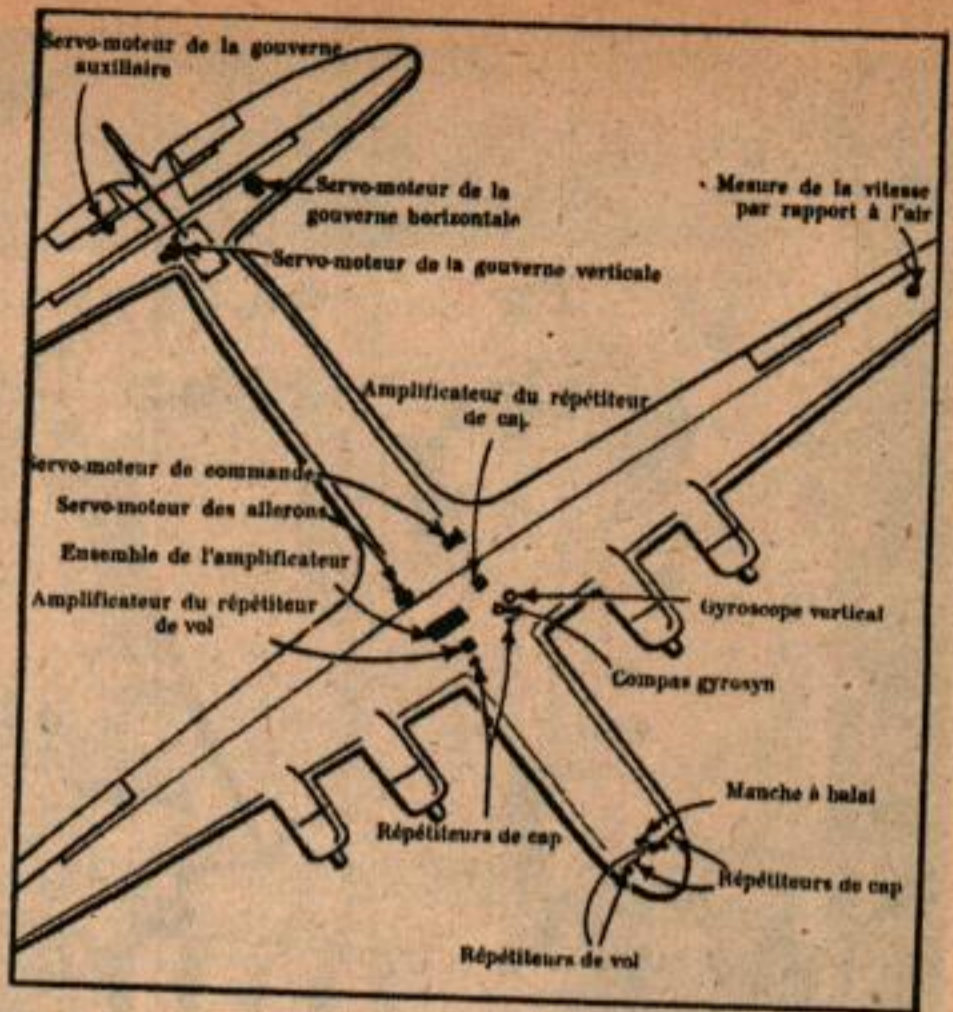 Servo-moteur de la gouverne
auxiliaire
Servo-moteur de la
gouverne horizontale
Servo-moteur de la gouverne verticale
Mesure de la vitesse
par rapport à l'air
Amplificateur du répétiteur
de cap
Servo-moteur de commande
Servo-moteur des ailerons
Ensemble de l'amplificateur
Amplificateur du répétiteur
de vol
Gyroscope vertical
Compas gyrosyn
Manche à balai
Répétiteurs de cap
Répétiteurs de cap
Répétiteurs de vol